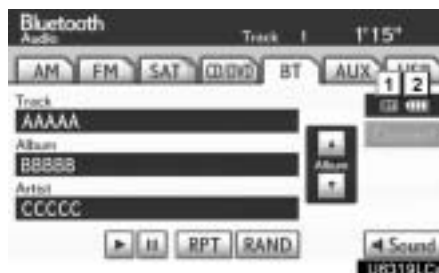 Bluetooth
Audio
Track 1 1'15"
AM FM SAT CD/DVD BT AUX USB
1 2
Track
AAAAA
Album
BBBBB
Album
Artist
CCCCC
RPT RAND Sound